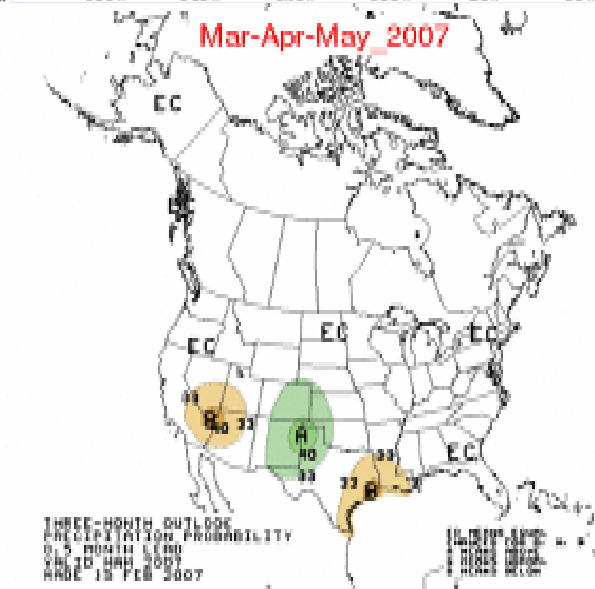 Mar-Apr-May_2007
EC
EC
EC
EC
33
B
40 33
A
40
33
33
33
B
EC
THREE-MONTH OUTLOOK
PRECIPITATION PROBABILITY
0.5 MONTH LEAD
VALID MAM 2007
MADE 15 FEB 2007